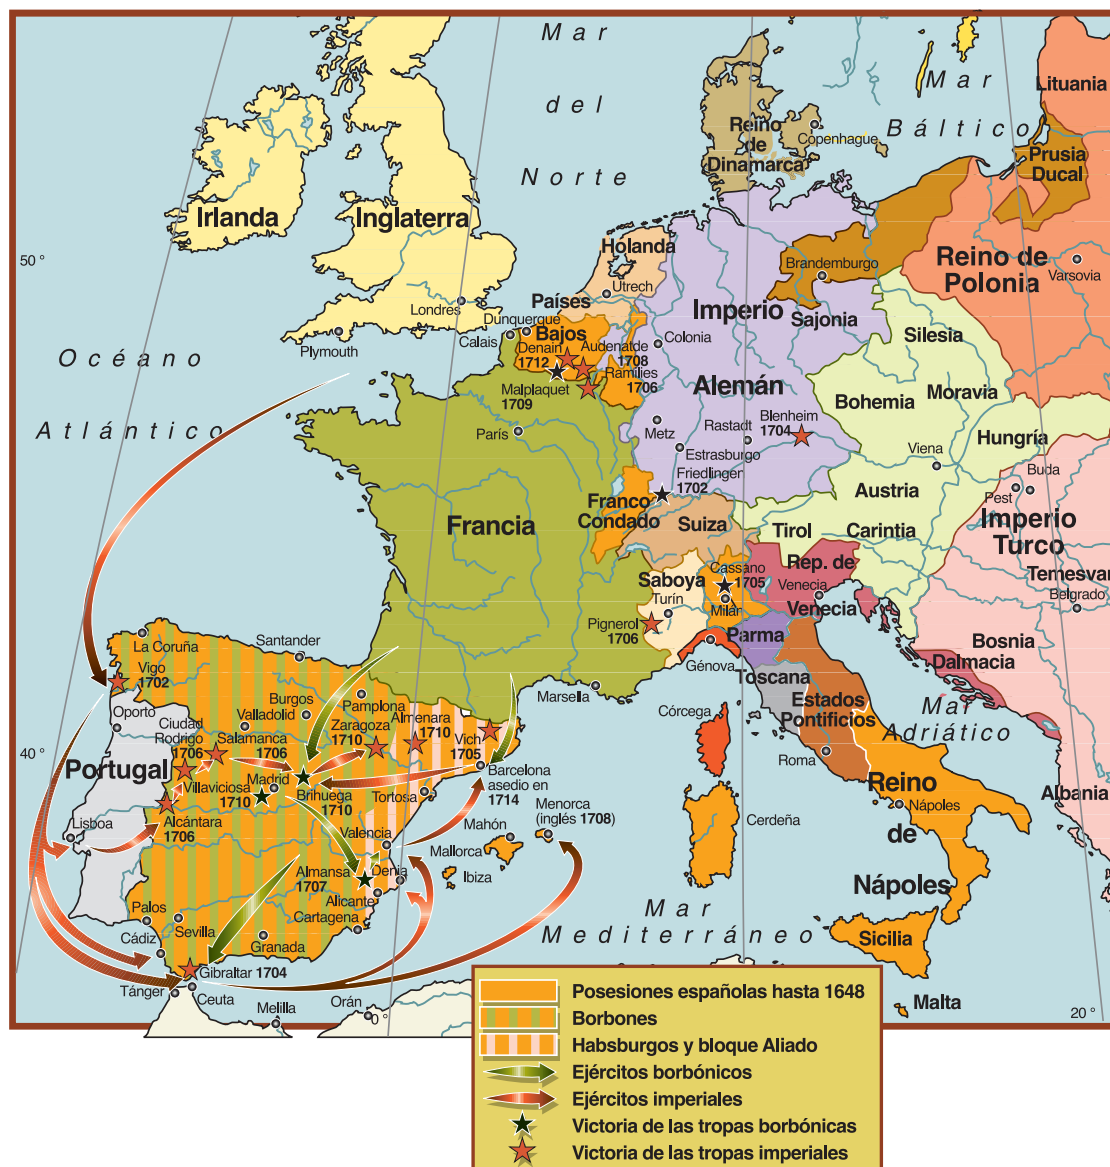 Mar
del
Norte
Mar
Báltico
Lituania
Prusia
Ducal
Reino
de
Dinamarca
Copenhague
Irlanda
Inglaterra
Holanda
Utrech
Brandemburgo
Reino de
Polonia
Varsovia
50 °
Londres
Plymouth
Países
Bajos
Dunquerque
Calais
Denain
1712
Audenatde
1708
Ramilies
1706
Malplaquet
1709
Imperio
Alemán
Colonia
Sajonia
Silesia
Moravia
Bohemia
Océano
Atlántico
París
Metz
Rastadt
Blenheim
1704
Estrasburgo
Friedlingen
1702
Viena
Hungría
Buda
Pest
Austria
Francia
Franco
Condado
Suiza
Tirol
Carintia
Imperio
Turco
Temesvar
Belgrado
Saboya
Turín
Cassano
1705
Milán
Rep. de
Venecia
Venecia
Pignerol
1706
Parma
Génova
Bosnia
Dalmacia
Toscana
Estados
Pontificios
Mar
Adriático
Marsella
Córcega
Roma
La Coruña
Santander
Vigo
1702
Oporto
Burgos
Valladolid
Pamplona
Zaragoza
1710
Almenara
1710
Vich
1705
Ciudad
Rodrigo
1706
Salamanca
1706
40 °
Portugal
Villaviciosa
1710
Madrid
Brihuega
1710
Tortosa
Barcelona
asedio en
1714
Menorca
(inglés 1708)
Alcántara
1706
Lisboa
Valencia
Mahón
Mallorca
Cerdeña
Reino
de
Nápoles
Nápoles
Albania
Almansa
1707
Denia
Ibiza
Alicante
Cartagena
Palos
Sevilla
Cádiz
Granada
Mar
Mediterráneo
Sicilia
Gibraltar 1704
Tánger
Ceuta
Melilla
Orán
0 °
Malta
20 °
Posesiones españolas hasta 1648
Borbones
Habsburgos y bloque Aliado
Ejércitos borbónicos
Ejércitos imperiales
Victoria de las tropas borbónicas
Victoria de las tropas imperiales